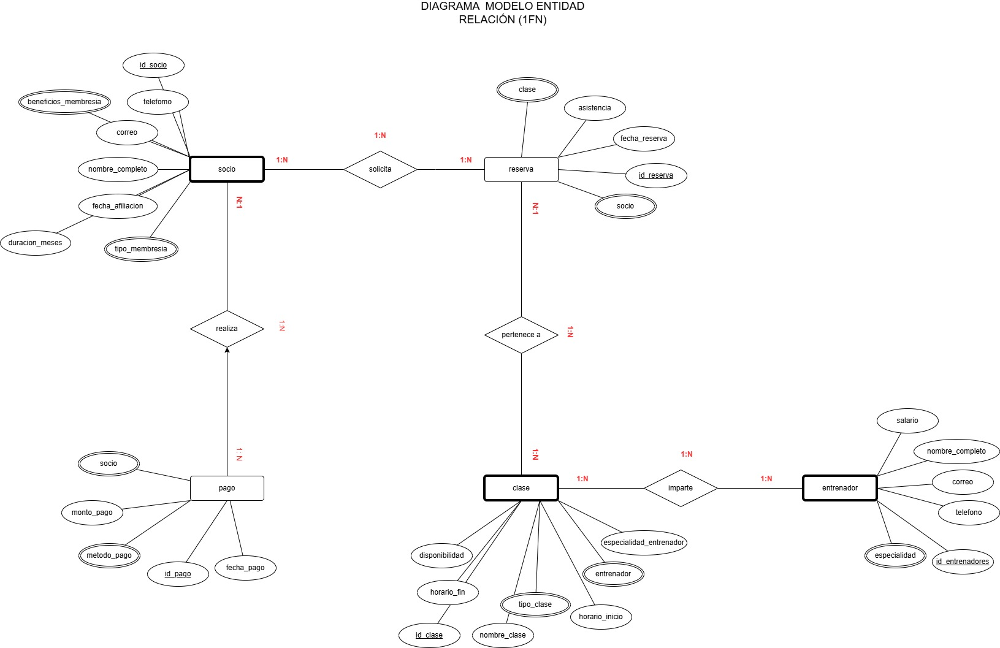 DIAGRAMA  MODELO ENTIDAD
RELACIÓN (1FN)
id_socio
beneficios_membresia
telefomo
correo
nombre_completo
fecha_afiliacion
duracion_meses
tipo_membresia
socio
1:N
1:N
solicita
1:N
clase
asistencia
fecha_reserva
id_reserva
socio
reserva
N:1
N:1
realiza
1:N
pertenece a
1:N
1: N
1:N
socio
pago
monto_pago
metodo_pago
id_pago
fecha_pago
clase
1:N
1:N
imparte
1:N
entrenador
salario
nombre_completo
correo
telefono
especialidad
id_entrenadores
disponibilidad
especialidad_entrenador
entrenador
horario_fin
tipo_clase
horario_inicio
id_clase
nombre_clase